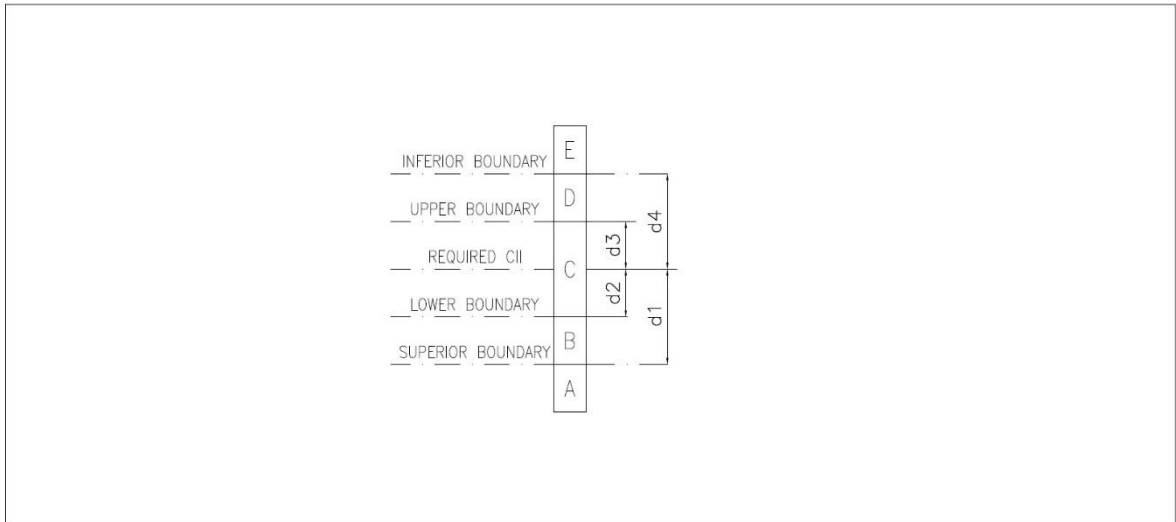 E
INFERIOR BOUNDARY
D
UPPER BOUNDARY
d3
d4
REQUIRED CII
C
LOWER BOUNDARY
d2
d1
B
SUPERIOR BOUNDARY
A